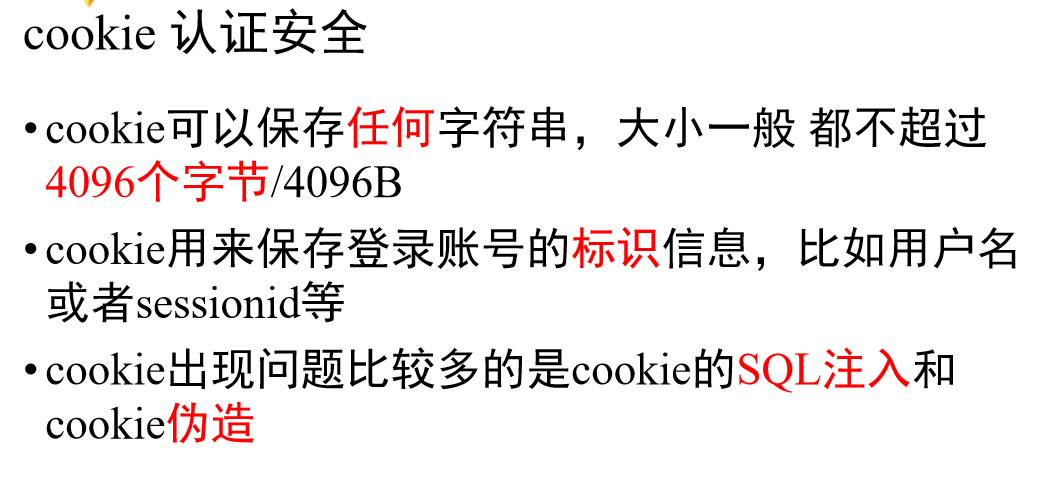 cookie 认证安全
•cookie可以保存任何字符串，大小一般 都不超过
4096个字节/4096B
•cookie用来保存登录账号的标识信息，比如用户名
或者sessionid等
•cookie出现问题比较多的是cookie的SQL注入和
cookie伪造